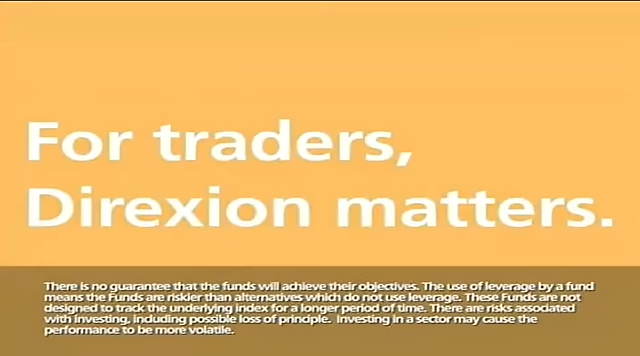 For traders,
Direxion matters.
There is no guarantee that the funds will achieve their objectives. The use of leverage by a fund
means the Funds are riskier than alternatives which do not use leverage. These Funds are not
designed to track the underlying index for a longer period of time. There are risks associated
with investing, including possible loss of principle. Investing in a sector may cause the
performance to be more volatile.